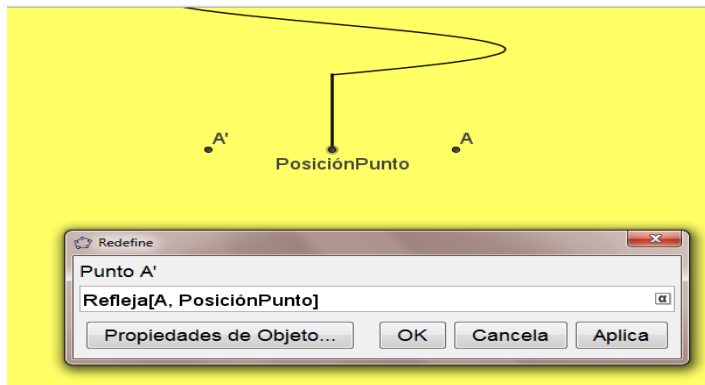 A'
A
PosiciónPunto
Redefine
Punto A'
Refleja[A, PosiciónPunto]
α
Propiedades de Objeto...
OK
Cancela
Aplica